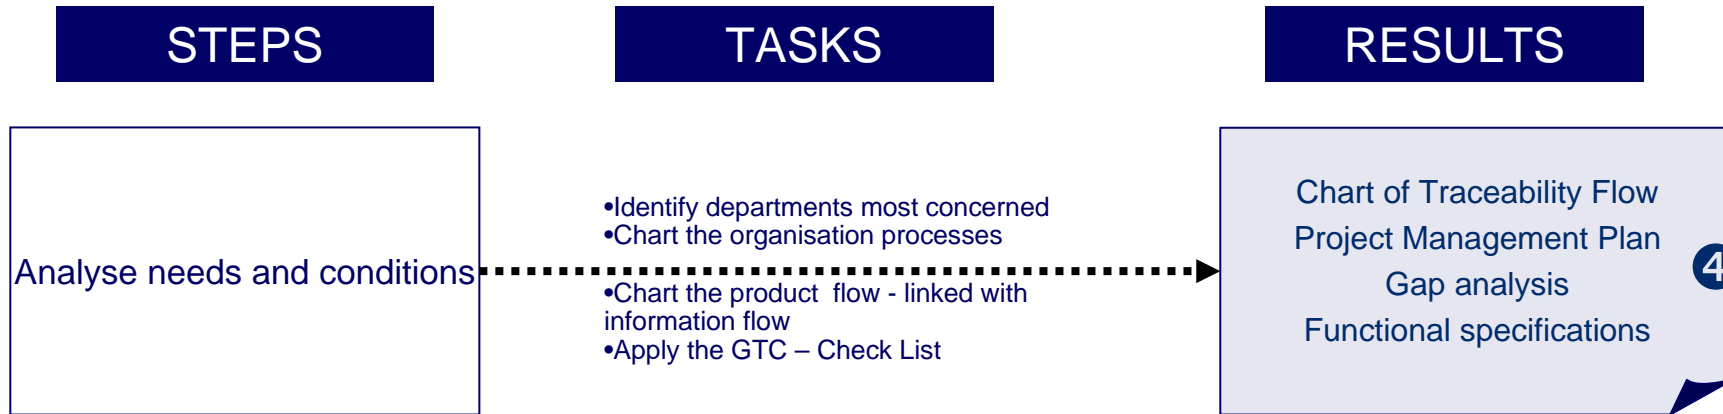 STEPS
TASKS
RESULTS
Analyse needs and conditions
•Identify departments most concerned
•Chart the organisation processes
•Chart the product  flow - linked with
information flow
•Apply the GTC – Check List
Chart of Traceability Flow
Project Management Plan
Gap analysis
Functional specifications
❹